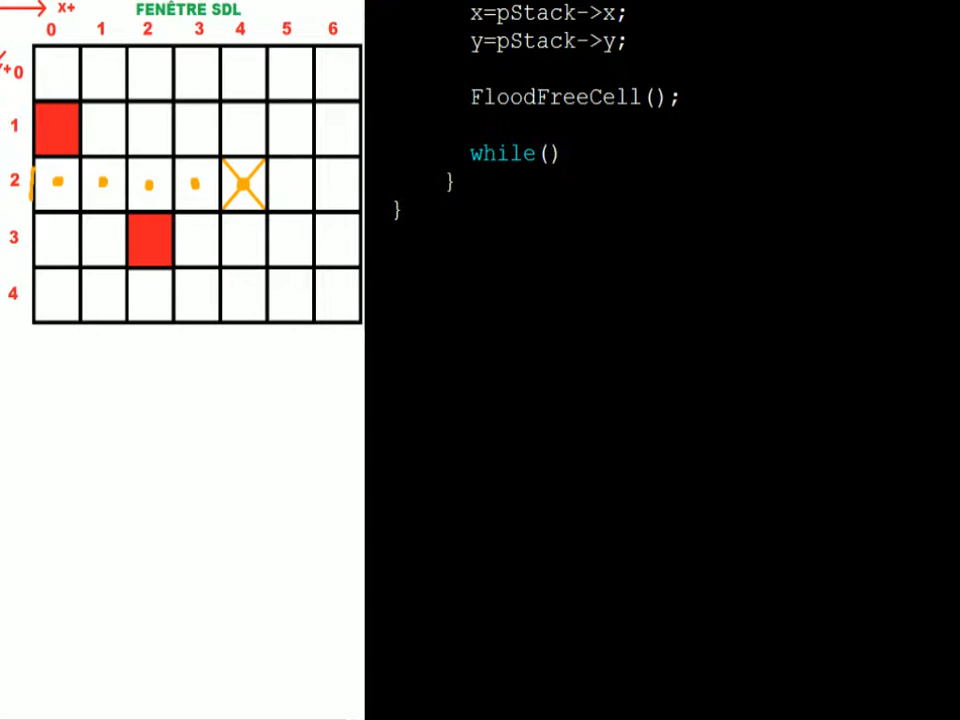 x+ FENÊTRE SDL
0 1 2 3 4 5 6
Y+ 0
1
2
3
4
x=pStack->x;
y=pStack->y;
FloodFreeCell();
while()
}
}